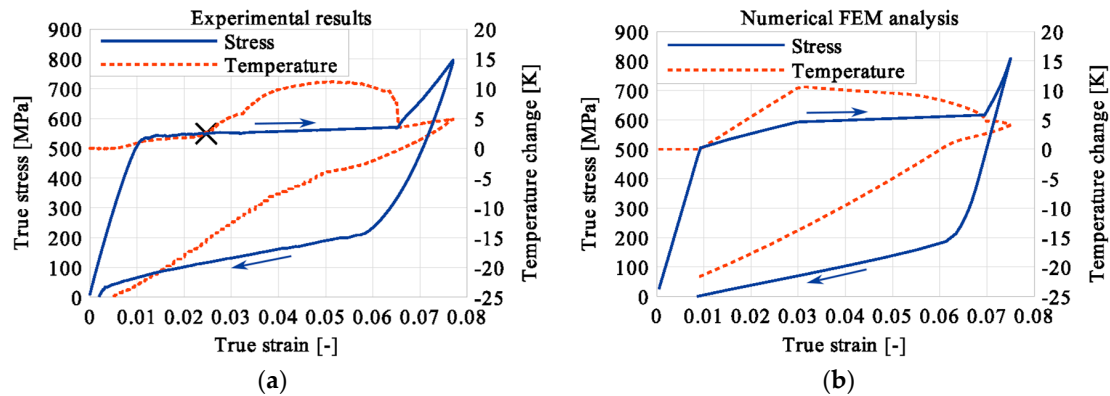 Experimental results
Stress
Temperature
True stress [MPa]
900
800
700
600
500
400
300
200
100
0
20
15
10
5
0
-5
-10
-15
-20
-25
Temperature change [K]
0 0.01 0.02 0.03 0.04 0.05 0.06 0.07 0.08
True strain [-]
(a)
Numerical FEM analysis
Stress
Temperature
True stress [MPa]
900
800
700
600
500
400
300
200
100
0
20
15
10
5
0
-5
-10
-15
-20
-25
Temperature change [K]
0 0.01 0.02 0.03 0.04 0.05 0.06 0.07 0.08
True strain [-]
(b)